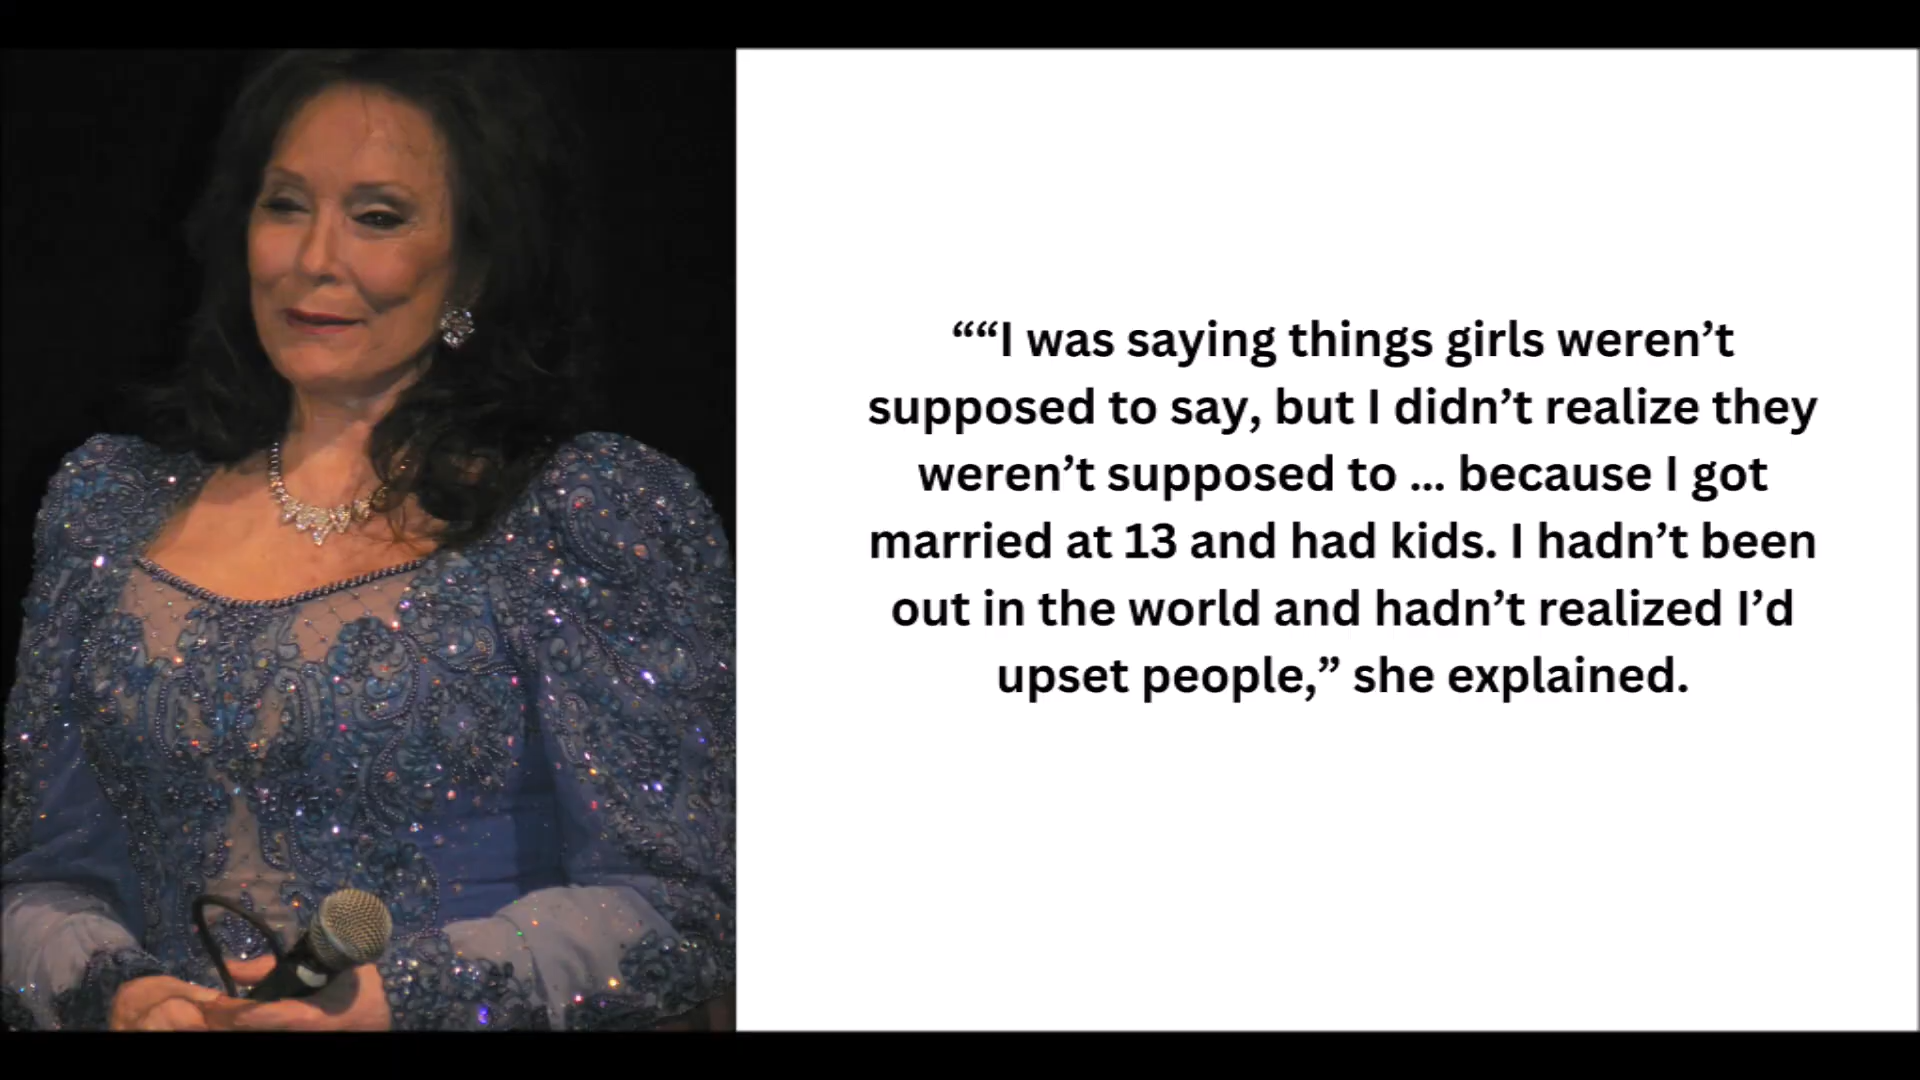 ““I was saying things girls weren’t
supposed to say, but I didn’t realize they
weren’t supposed to ... because I got
married at 13 and had kids. I hadn’t been
out in the world and hadn’t realized I’d
upset people,” she explained.